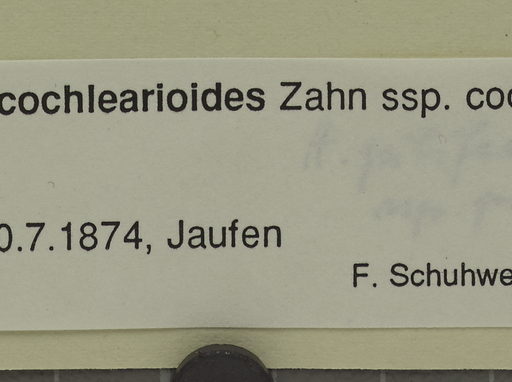 cochlearioides Zahn ssp. coc
0.7.1874, Jaufen
F. Schuhwe